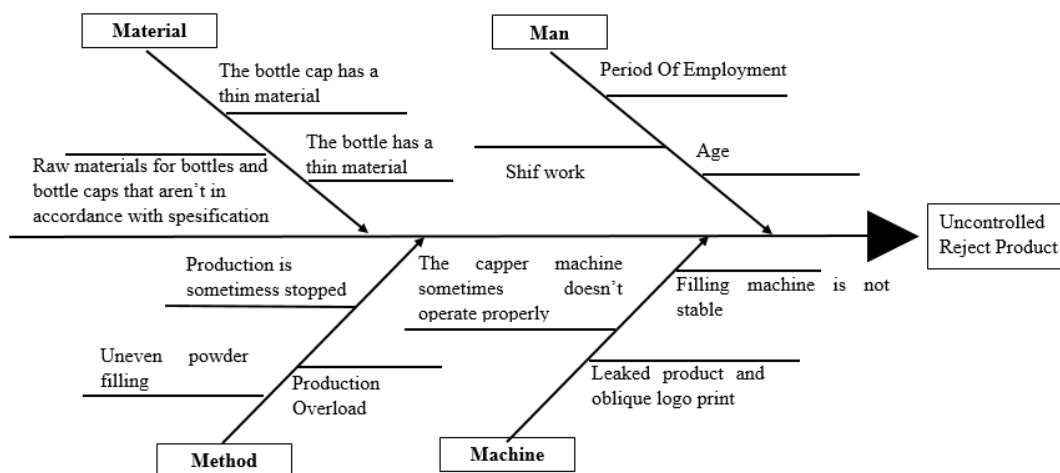 Material
Man
The bottle cap has a
thin material
Period Of Employment
The bottle has a
thin material
Raw materials for bottles and
bottle caps that aren't in
accordance with spesification
Shif work
Age
Uncontrolled
Reject Product
Production is
sometimess stopped
The capper machine
sometimes doesn't
operate properly
Filling machine is not
stable
Uneven powder
filling
Production
Overload
Leaked product and
oblique logo print
Method
Machine